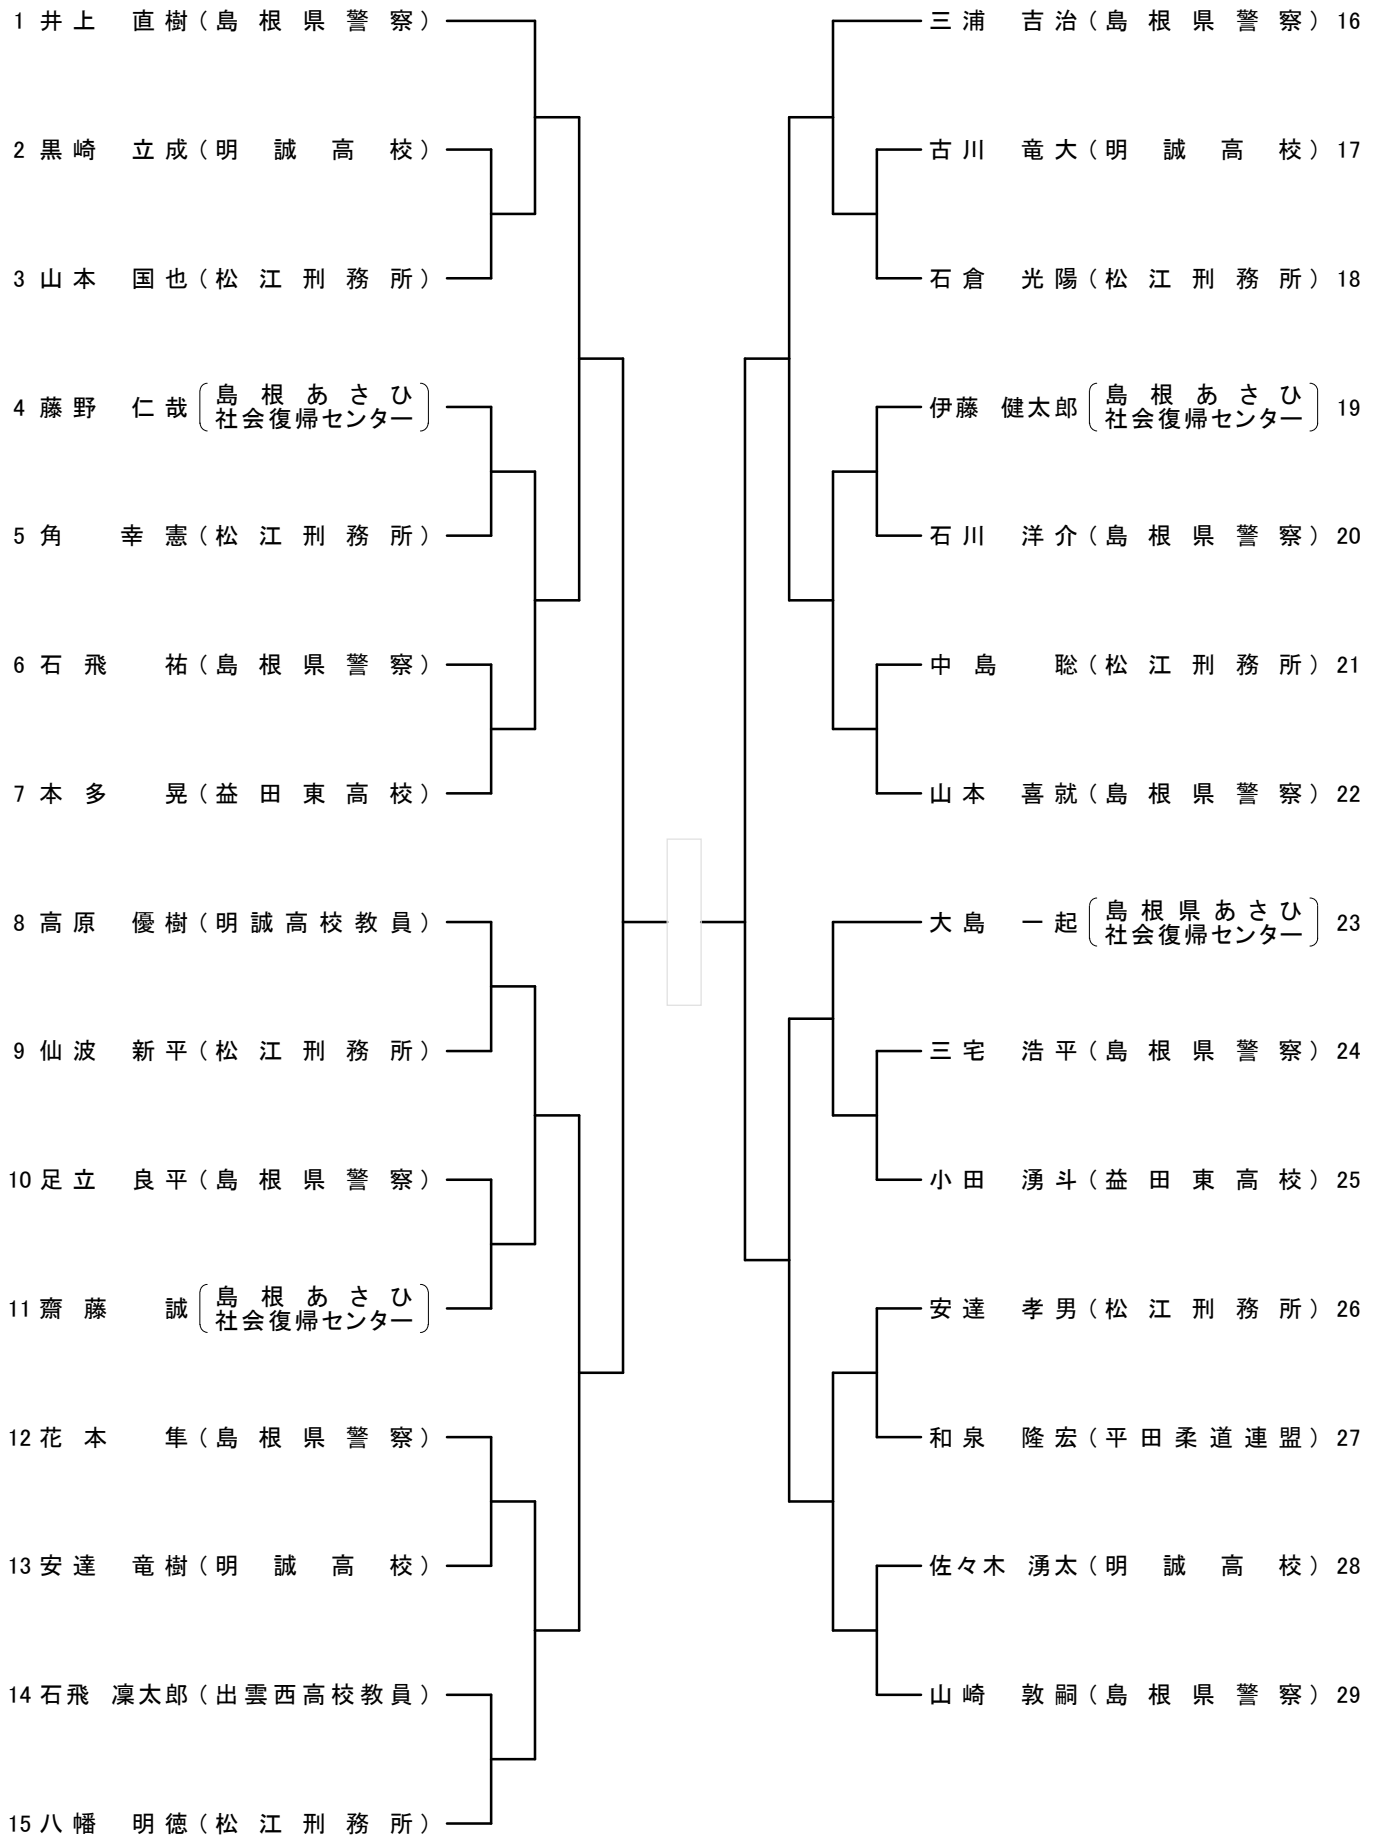 1 井上 直樹（島根県警察）
2 黒崎 立成（明誠高校）
3 山本 国也（松江刑務所）
4 藤野 仁哉〔島根あさひ
社会復帰センター〕
5 角 幸憲（松江刑務所）
6 石飛 祐（島根県警察）
7 本多 晃（益田東高校）
8 高原 優樹（明誠高校教員）
9 仙波 新平（松江刑務所）
10 足立 良平（島根県警察）
11 齋藤 誠〔島根あさひ
社会復帰センター〕
12 花本 隼（島根県警察）
13 安達 竜樹（明誠高校）
14 石飛 凜太郎（出雲西高校教員）
15 八幡 明徳（松江刑務所）
三浦 吉治（島根県警察）16
古川 竜大（明誠高校）17
石倉 光陽（松江刑務所）18
伊藤 健太郎〔島根あさひ
社会復帰センター〕19
石川 洋介（島根県警察）20
中島 聡（松江刑務所）21
山本 喜就（島根県警察）22
大島 一起〔島根県あさひ
社会復帰センター〕23
三宅 浩平（島根県警察）24
小田 湧斗（益田東高校）25
安達 孝男（松江刑務所）26
和泉 隆宏（平田柔道連盟）27
佐々木 湧太（明誠高校）28
山崎 敦嗣（島根県警察）29